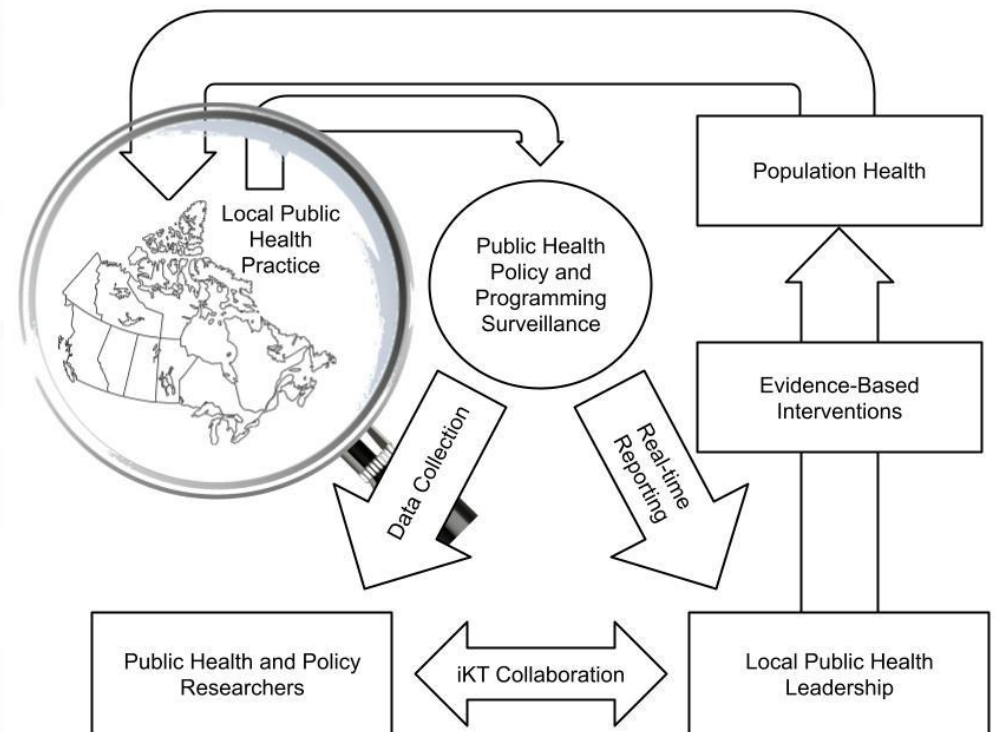 Local Public
Health
Practice
Public Health
Policy and
Programming
Surveillance
Population Health
Evidence-Based
Interventions
Data Collection
Real-time
Reporting
Public Health and Policy
Researchers
iKT Collaboration
Local Public Health
Leadership